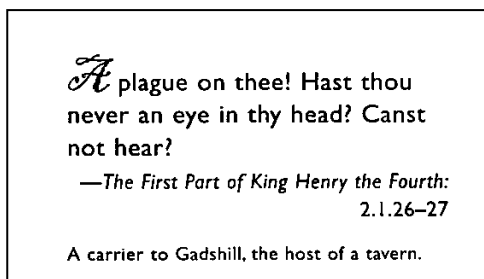 A plague on thee! Hast thou
never an eye in thy head? Canst
not hear?
—The First Part of King Henry the Fourth:
2.1.26–27
A carrier to Gadshill, the host of a tavern.